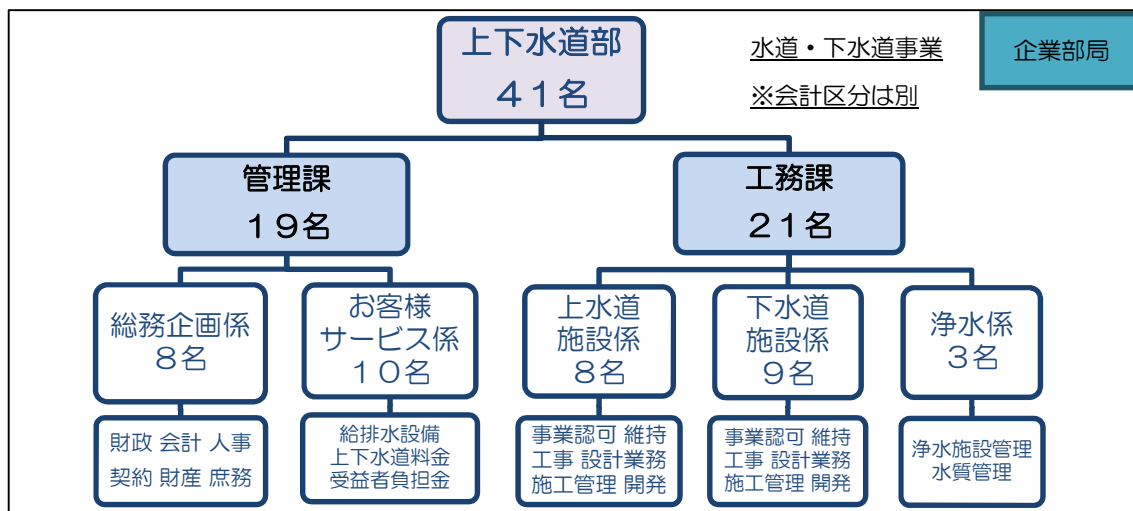 上下水道部
41名
水道・下水道事業
※会計区分は別
企業部局
管理課
19名
工務課
21名
総務企画係
8名
お客様
サービス係
10名
上水道
施設係
8名
下水道
施設係
9名
浄水係
3名
財政 会計 人事
契約 財産 庶務
給排水設備
上下水道料金
受益者負担金
事業認可 維持
工事 設計業務
施工管理 開発
事業認可 維持
工事 設計業務
施工管理 開発
浄水施設管理
水質管理